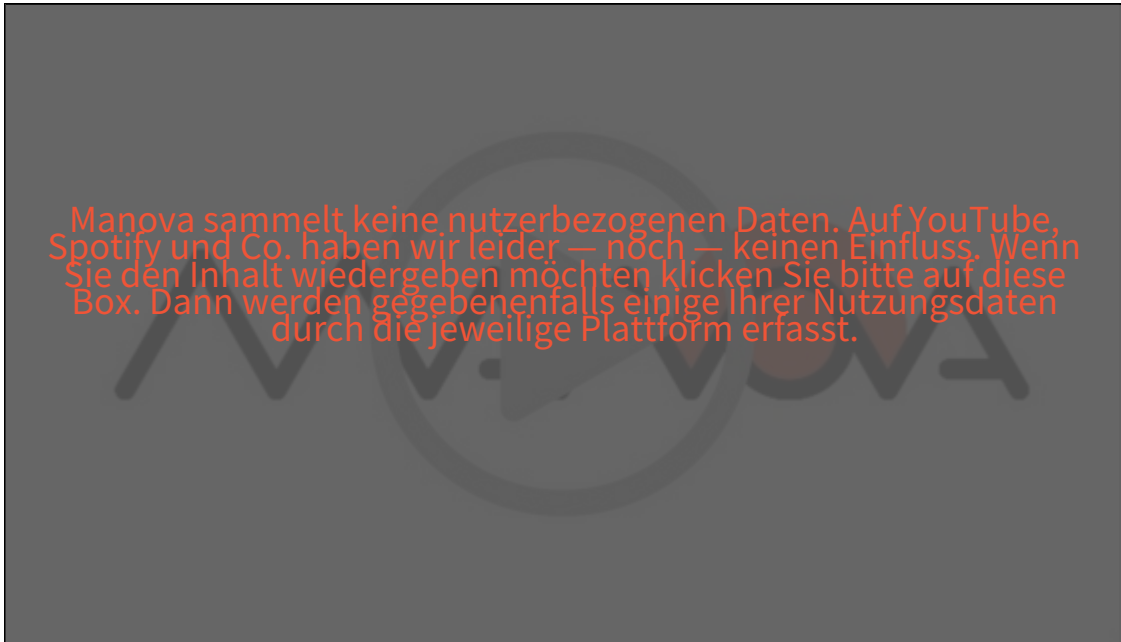 Manova sammelt keine nutzerbezogenen Daten. Auf YouTube,
Spotify und Co. haben wir leider — noch — keinen Einfluss. Wenn
Sie den Inhalt wiedergeben möchten klicken Sie bitte auf diese
Box. Dann werden gegebenenfalls einige Ihrer Nutzungsdaten
durch die jeweilige Plattform erfasst.
MANOVA